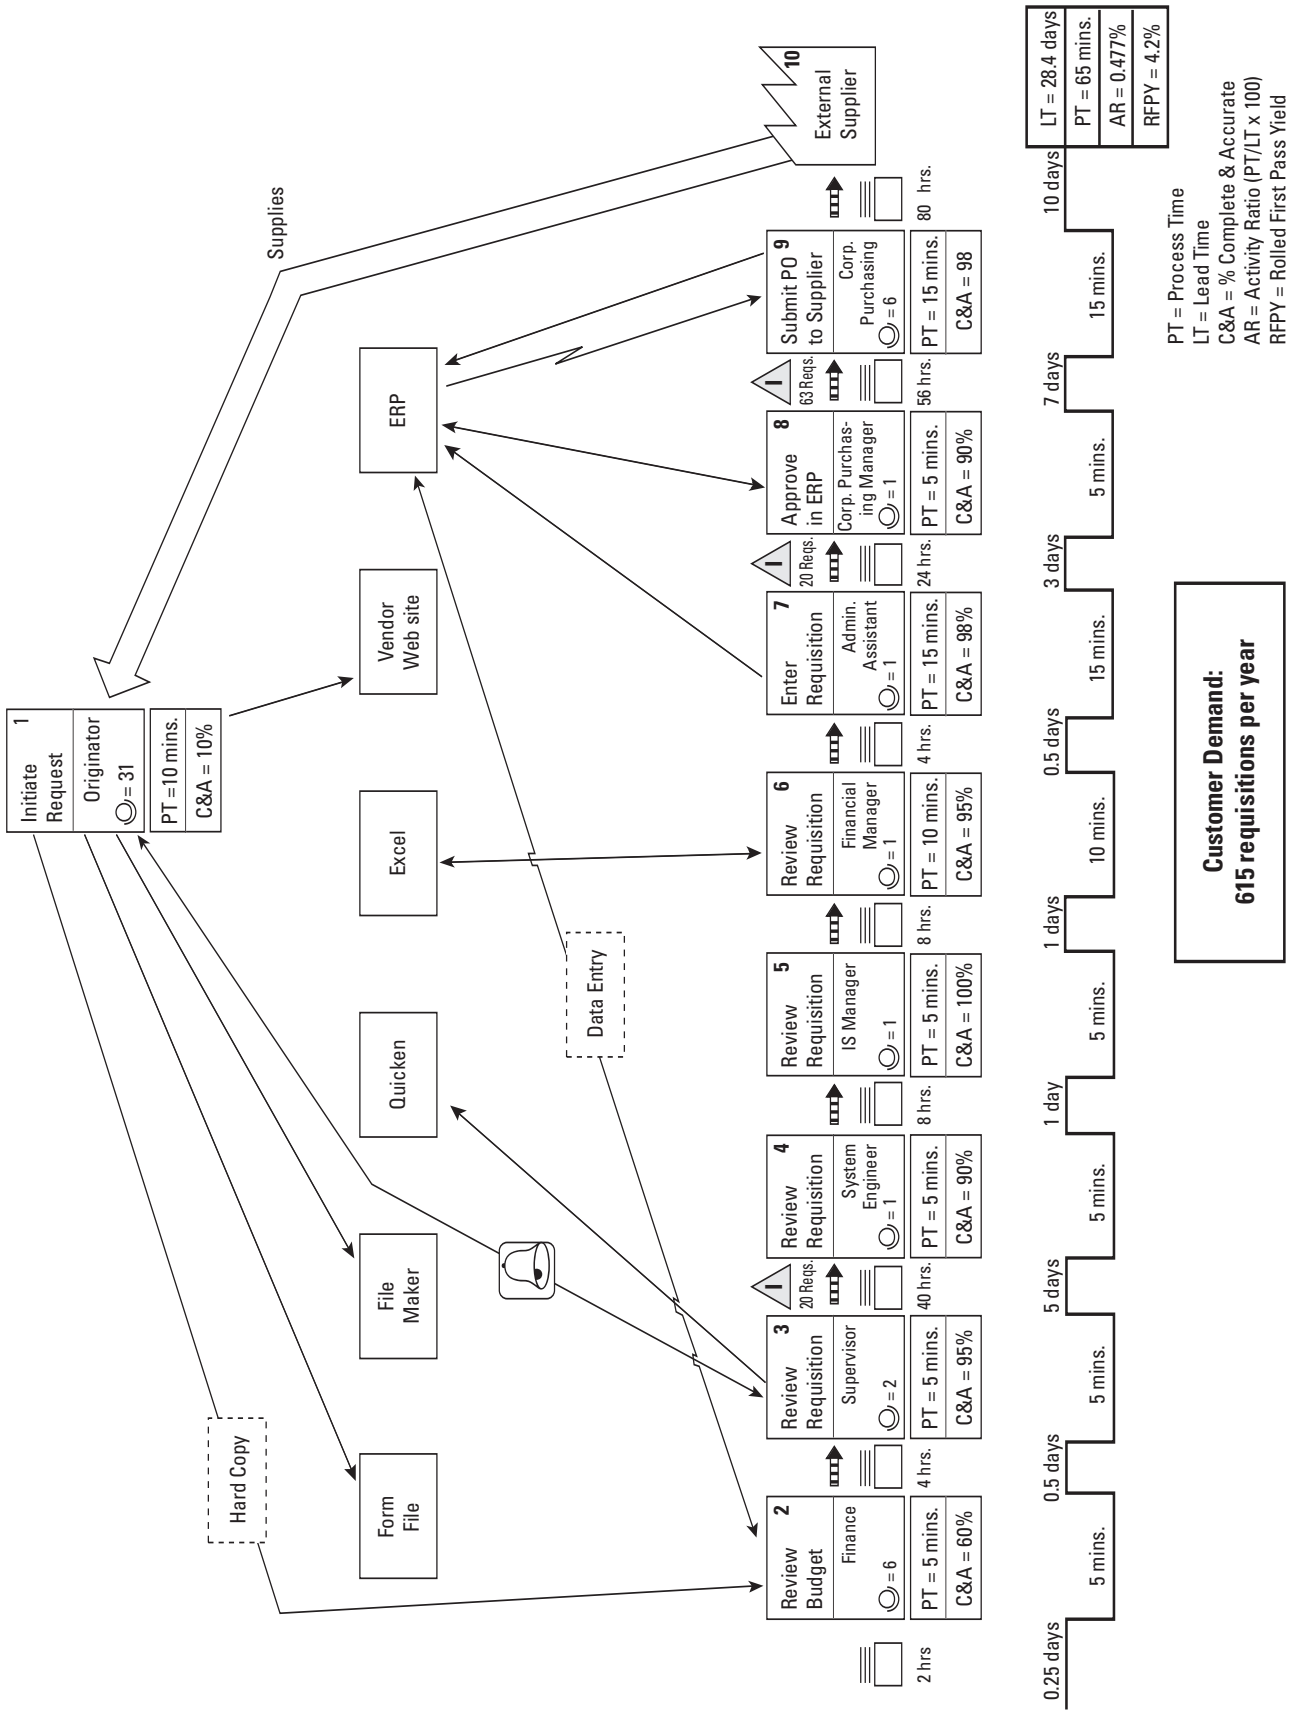 Initiate
Request
1
Originator
= 31
PT =10 mins.
C&A = 10%
Supplies
Hard Copy
Form
File
File
Maker
Quicken
Excel
Vendor
Web site
ERP
Data Entry
2 hrs
Review
Budget
2
Finance
= 6
PT = 5 mins.
C&A = 60%
4 hrs.
Review
Requisition
3
Supervisor
= 2
PT = 5 mins.
C&A = 95%
I
20 Reqs.
40 hrs.
Review
Requisition
4
System
Engineer
= 1
PT = 5 mins.
C&A = 90%
8 hrs.
Review
Requisition
5
IS Manager
= 1
PT = 5 mins.
C&A = 100%
8 hrs.
Review
Requisition
6
Financial
Manager
= 1
PT = 10 mins.
C&A = 95%
4 hrs.
Enter
Requisition
7
Admin.
Assistant
= 1
PT = 15 mins.
C&A = 98%
I
20 Reqs.
24 hrs.
Approve
in ERP
8
Corp. Purchas-
ing Manager
= 1
PT = 5 mins.
C&A = 90%
I
63 Reqs.
56 hrs.
Submit PO
to Supplier
9
Corp.
Purchasing
= 6
PT = 15 mins.
C&A = 98
80 hrs.
10
External
Supplier
0.25 days
5 mins.
0.5 days
5 mins.
5 days
5 mins.
1 day
5 mins.
1 days
10 mins.
0.5 days
15 mins.
3 days
5 mins.
7 days
15 mins.
10 days
LT = 28.4 days
PT = 65 mins.
AR = 0.477%
RFPY = 4.2%
Customer Demand:
615 requisitions per year
PT = Process Time
LT = Lead Time
C&A = % Complete & Accurate
AR = Activity Ratio (PT/LT x 100)
RFPY = Rolled First Pass Yield